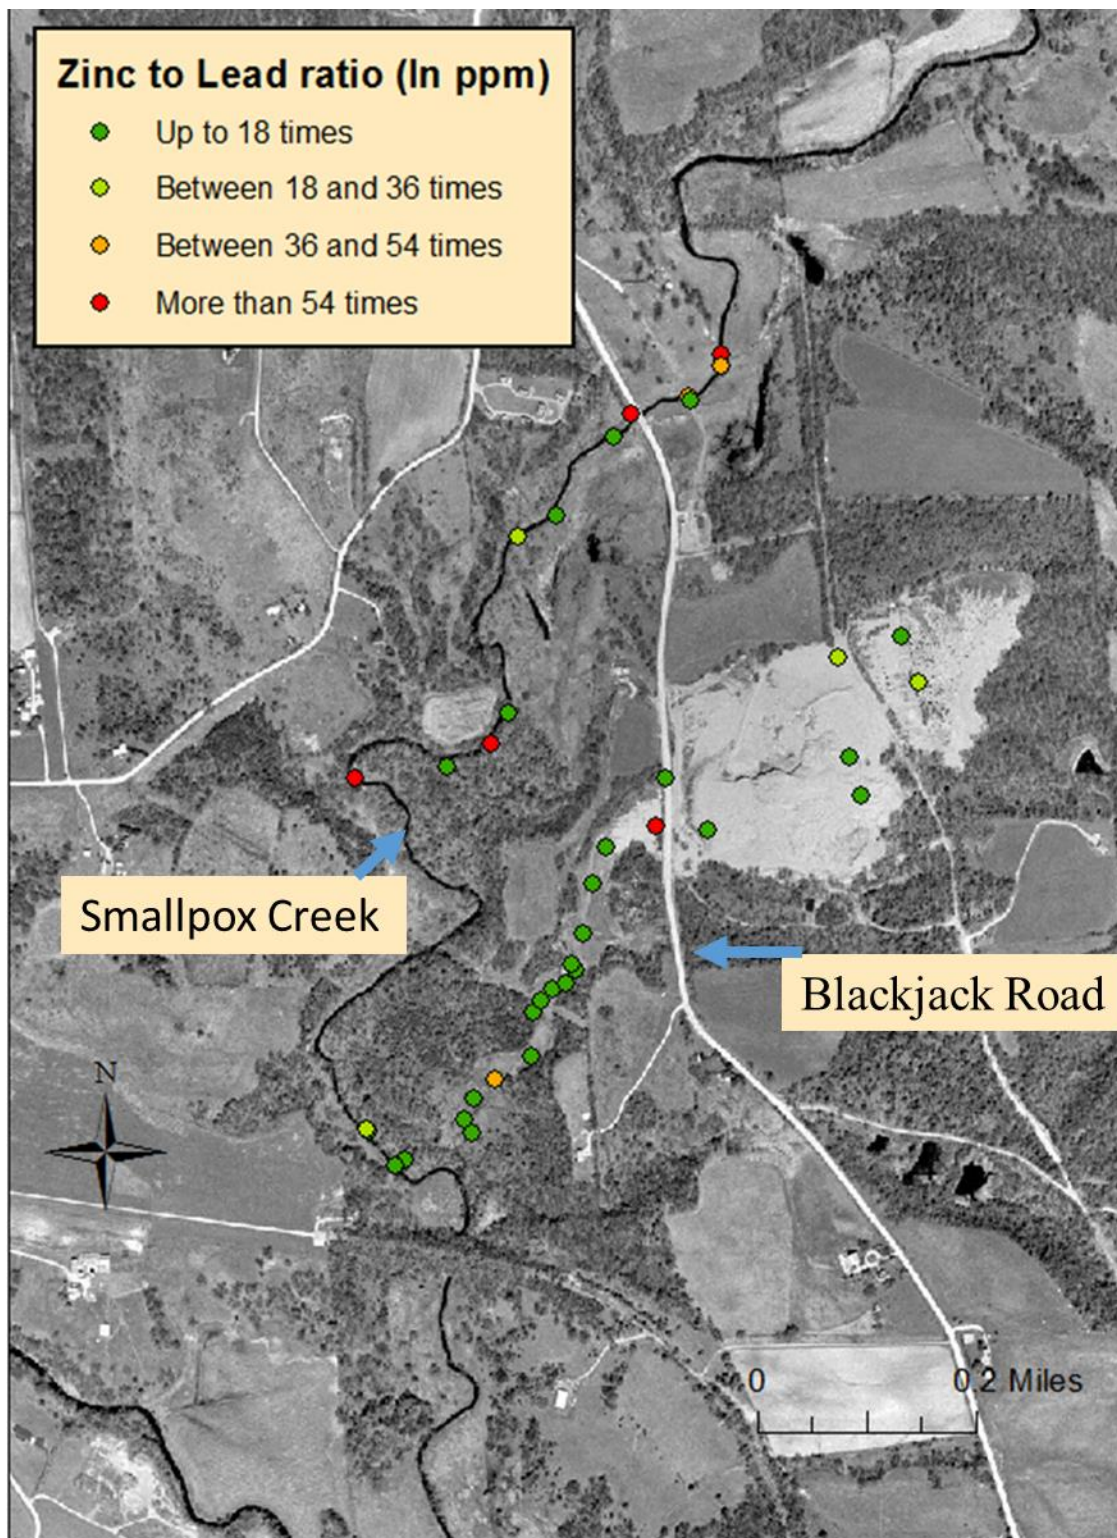 Zinc to Lead ratio (In ppm)
Up to 18 times
Between 18 and 36 times
Between 36 and 54 times
More than 54 times
Smallpox Creek
Blackjack Road
N
0 0.2 Miles